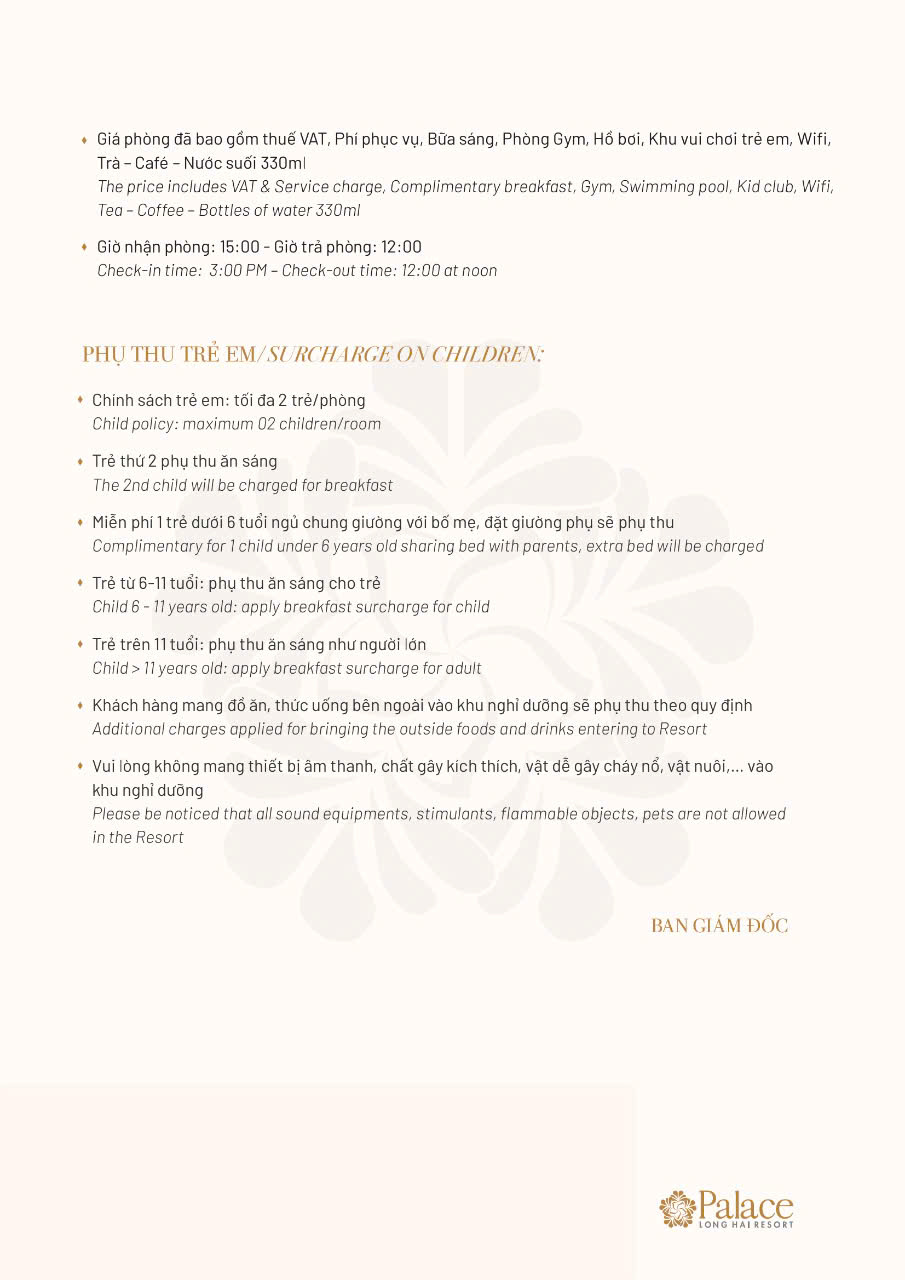 Giá phòng đã bao gồm thuế VAT, Phí phục vụ, Bữa sáng, Phòng Gym, Hồ bơi, Khu vui chơi trẻ em, Wifi,
Trà – Café – Nước suối 330ml
The price includes VAT & Service charge, Complimentary breakfast, Gym, Swimming pool, Kid club, Wifi,
Tea – Coffee – Bottles of water 330ml
Giờ nhận phòng: 15:00 - Giờ trả phòng: 12:00
Check-in time: 3:00 PM – Check-out time: 12:00 at noon
PHỤ THU TRẺ EM/SURCHARGE ON CHILDREN:
Chính sách trẻ em: tối đa 2 trẻ/phòng
Child policy: maximum 02 children/room
Trẻ thứ 2 phụ thu ăn sáng
The 2nd child will be charged for breakfast
Miễn phí 1 trẻ dưới 6 tuổi ngủ chung giường với bố mẹ, đặt giường phụ sẽ phụ thu
Complimentary for 1 child under 6 years old sharing bed with parents, extra bed will be charged
Trẻ từ 6-11 tuổi: phụ thu ăn sáng cho trẻ
Child 6 - 11 years old: apply breakfast surcharge for child
Trẻ trên 11 tuổi: phụ thu ăn sáng như người lớn
Child > 11 years old: apply breakfast surcharge for adult
Khách hàng mang đồ ăn, thức uống bên ngoài vào khu nghỉ dưỡng sẽ phụ thu theo quy định
Additional charges applied for bringing the outside foods and drinks entering to Resort
Vui lòng không mang thiết bị âm thanh, chất gây kích thích, vật dễ gây cháy nổ, vật nuôi,... vào
khu nghỉ dưỡng
Please be noticed that all sound equipments, stimulants, flammable objects, pets are not allowed
in the Resort
BAN GIÁM ĐỐC
Palace
LONG HAI RESORT